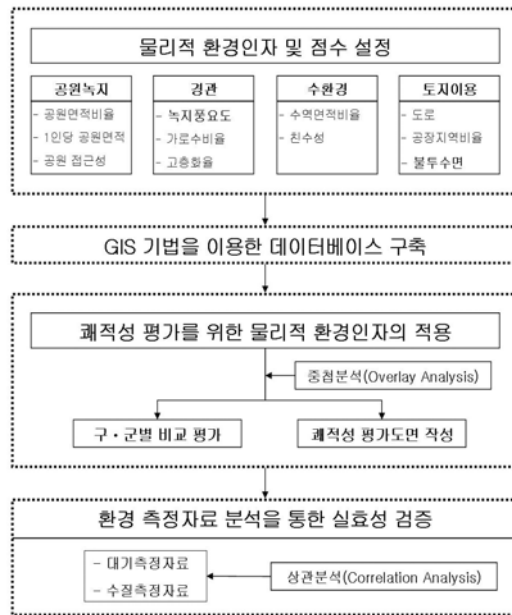 물리적 환경인자 및 점수 설정
공원녹지
- 공원면적비율
- 1인당 공원면적
- 공원 접근성
경관
- 녹지풍요도
- 가로수비율
- 고층화율
수환경
- 수역면적비율
- 친수성
토지이용
- 도로
- 공장지역비율
- 불투수면
GIS 기법을 이용한 데이터베이스 구축
쾌적성 평가를 위한 물리적 환경인자의 적용
중첩분석(Overlay Analysis)
구・군별 비교 평가
쾌적성 평가도면 작성
환경 측정자료 분석을 통한 실효성 검증
- 대기측정자료
- 수질측정자료
상관분석(Correlation Analysis)